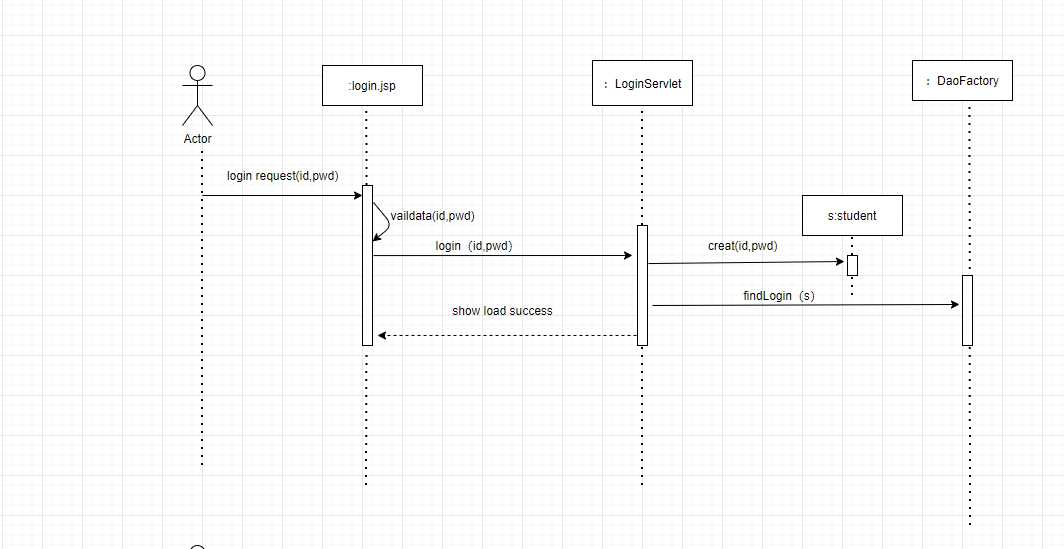 :login.jsp
： LoginServlet
： DaoFactory
Actor
login request(id,pwd)
vaildata(id,pwd)
s:student
login（id,pwd）
creat(id,pwd)
findLogin（s）
show load success